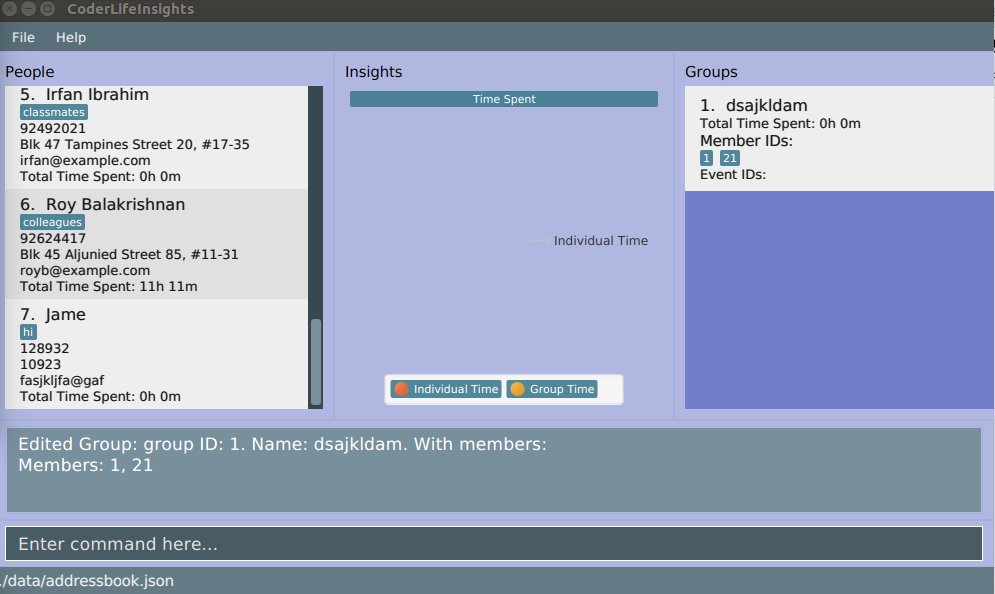 CoderLifeInsights
File Help
People
5. Irfan Ibrahim
classmates
92492021
Blk 47 Tampines Street 20, #17-35
irfan@example.com
Total Time Spent: 0h 0m
6. Roy Balakrishnan
colleagues
92624417
Blk 45 Aljunied Street 85, #11-31
royb@example.com
Total Time Spent: 11h 11m
7. Jame
hi
128932
10923
fasjkljfa@gaf
Total Time Spent: 0h 0m
Insights
Time Spent
Individual Time
Individual Time Group Time
Groups
1. dsajkldam
Total Time Spent: 0h 0m
Member IDs:
1 21
Event IDs:
Edited Group: group ID: 1. Name: dsajkldam. With members:
Members: 1, 21
Enter command here...
./data/addressbook.json